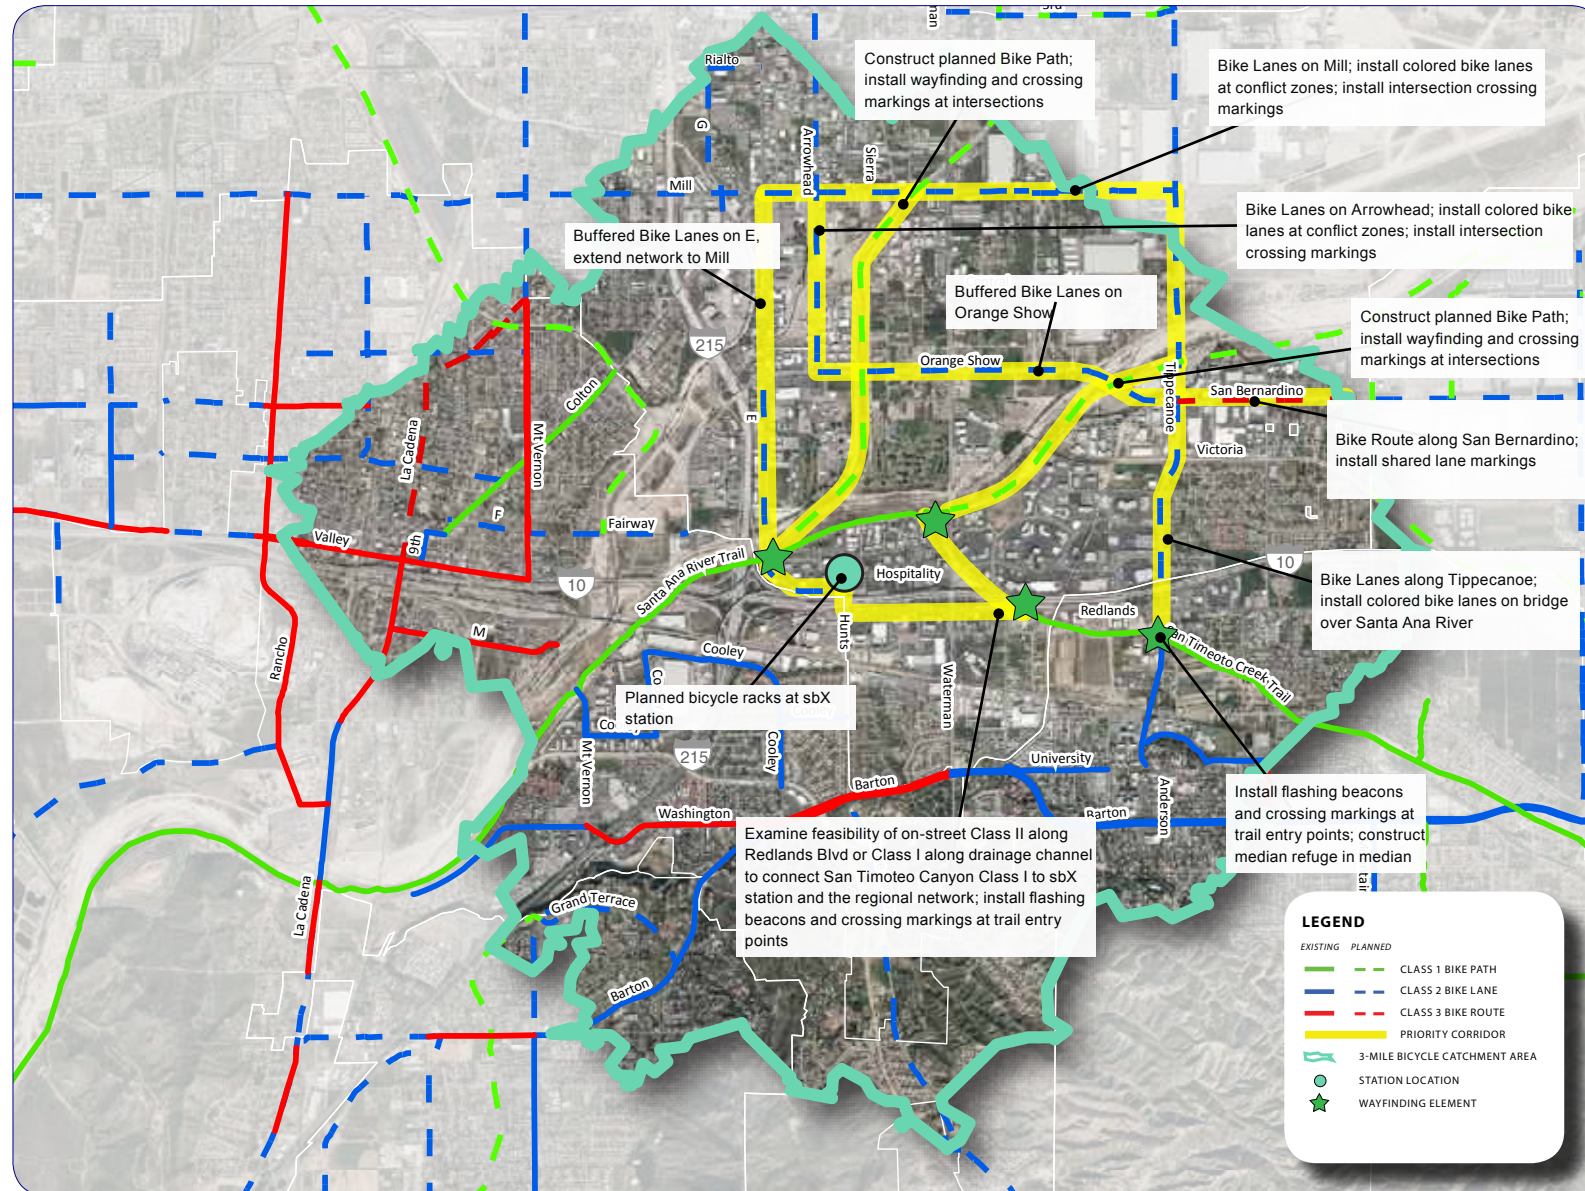 Rialto
G
Mill
Arrowhead
Sierra
Construct planned Bike Path;
install wayfinding and crossing
markings at intersections
Bike Lanes on Mill; install colored bike lanes
at conflict zones; install intersection crossing
markings
Bike Lanes on Arrowhead; install colored bike
lanes at conflict zones; install intersection
crossing markings
Buffered Bike Lanes on E,
extend network to Mill
Buffered Bike Lanes on
Orange Show
Construct planned Bike Path;
install wayfinding and crossing
markings at intersections
215
Orange Show
Tippecanoe
San Bernardino
Colton
E
La Cadena
Mt Vernon
Victoria
Bike Route along San Bernardino;
install shared lane markings
F
Fairway
Valley
9th
Santa Ana River Trail
Hospitality
10
10
Bike Lanes along Tippecanoe;
install colored bike lanes on bridge
over Santa Ana River
Redlands
Hunts
M
San Timeoto Creek Trail
Rancho
Cooley
Waterman
Planned bicycle racks at sbX
station
Mt Vernon
215
Cooley
University
Barton
Anderson
Washington
Barton
Install flashing beacons
and crossing markings at
trail entry points; construct
median refuge in median
Examine feasibility of on-street Class II along
Redlands Blvd or Class I along drainage channel
to connect San Timoteo Canyon Class I to sbX
station and the regional network; install flashing
beacons and crossing markings at trail entry
points
Grand Terrace
La Cadena
Barton
LEGEND
EXISTING PLANNED
CLASS 1 BIKE PATH
CLASS 2 BIKE LANE
CLASS 3 BIKE ROUTE
PRIORITY CORRIDOR
3-MILE BICYCLE CATCHMENT AREA
STATION LOCATION
WAYFINDING ELEMENT